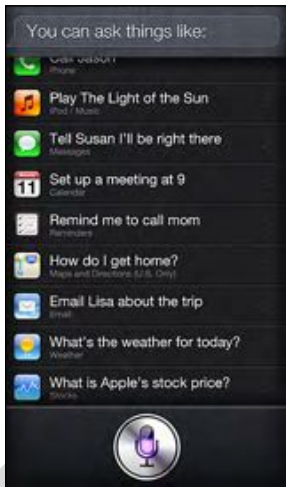 You can ask things like:
Call Jason
Phone
Play The Light of the Sun
iPod / Music
Tell Susan I'll be right there
Messages
11
Set up a meeting at 9
Calendar
Remind me to call mom
Reminders
How do I get home?
Maps and Directions (U.S. Only)
Email Lisa about the trip
Email
What's the weather for today?
Weather
What is Apple's stock price?
Stocks